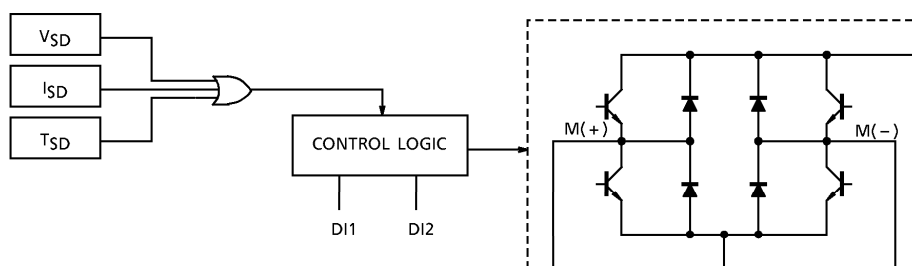 VSD
ISD
TSD
CONTROL LOGIC
DI1 DI2
M(+) M(−)